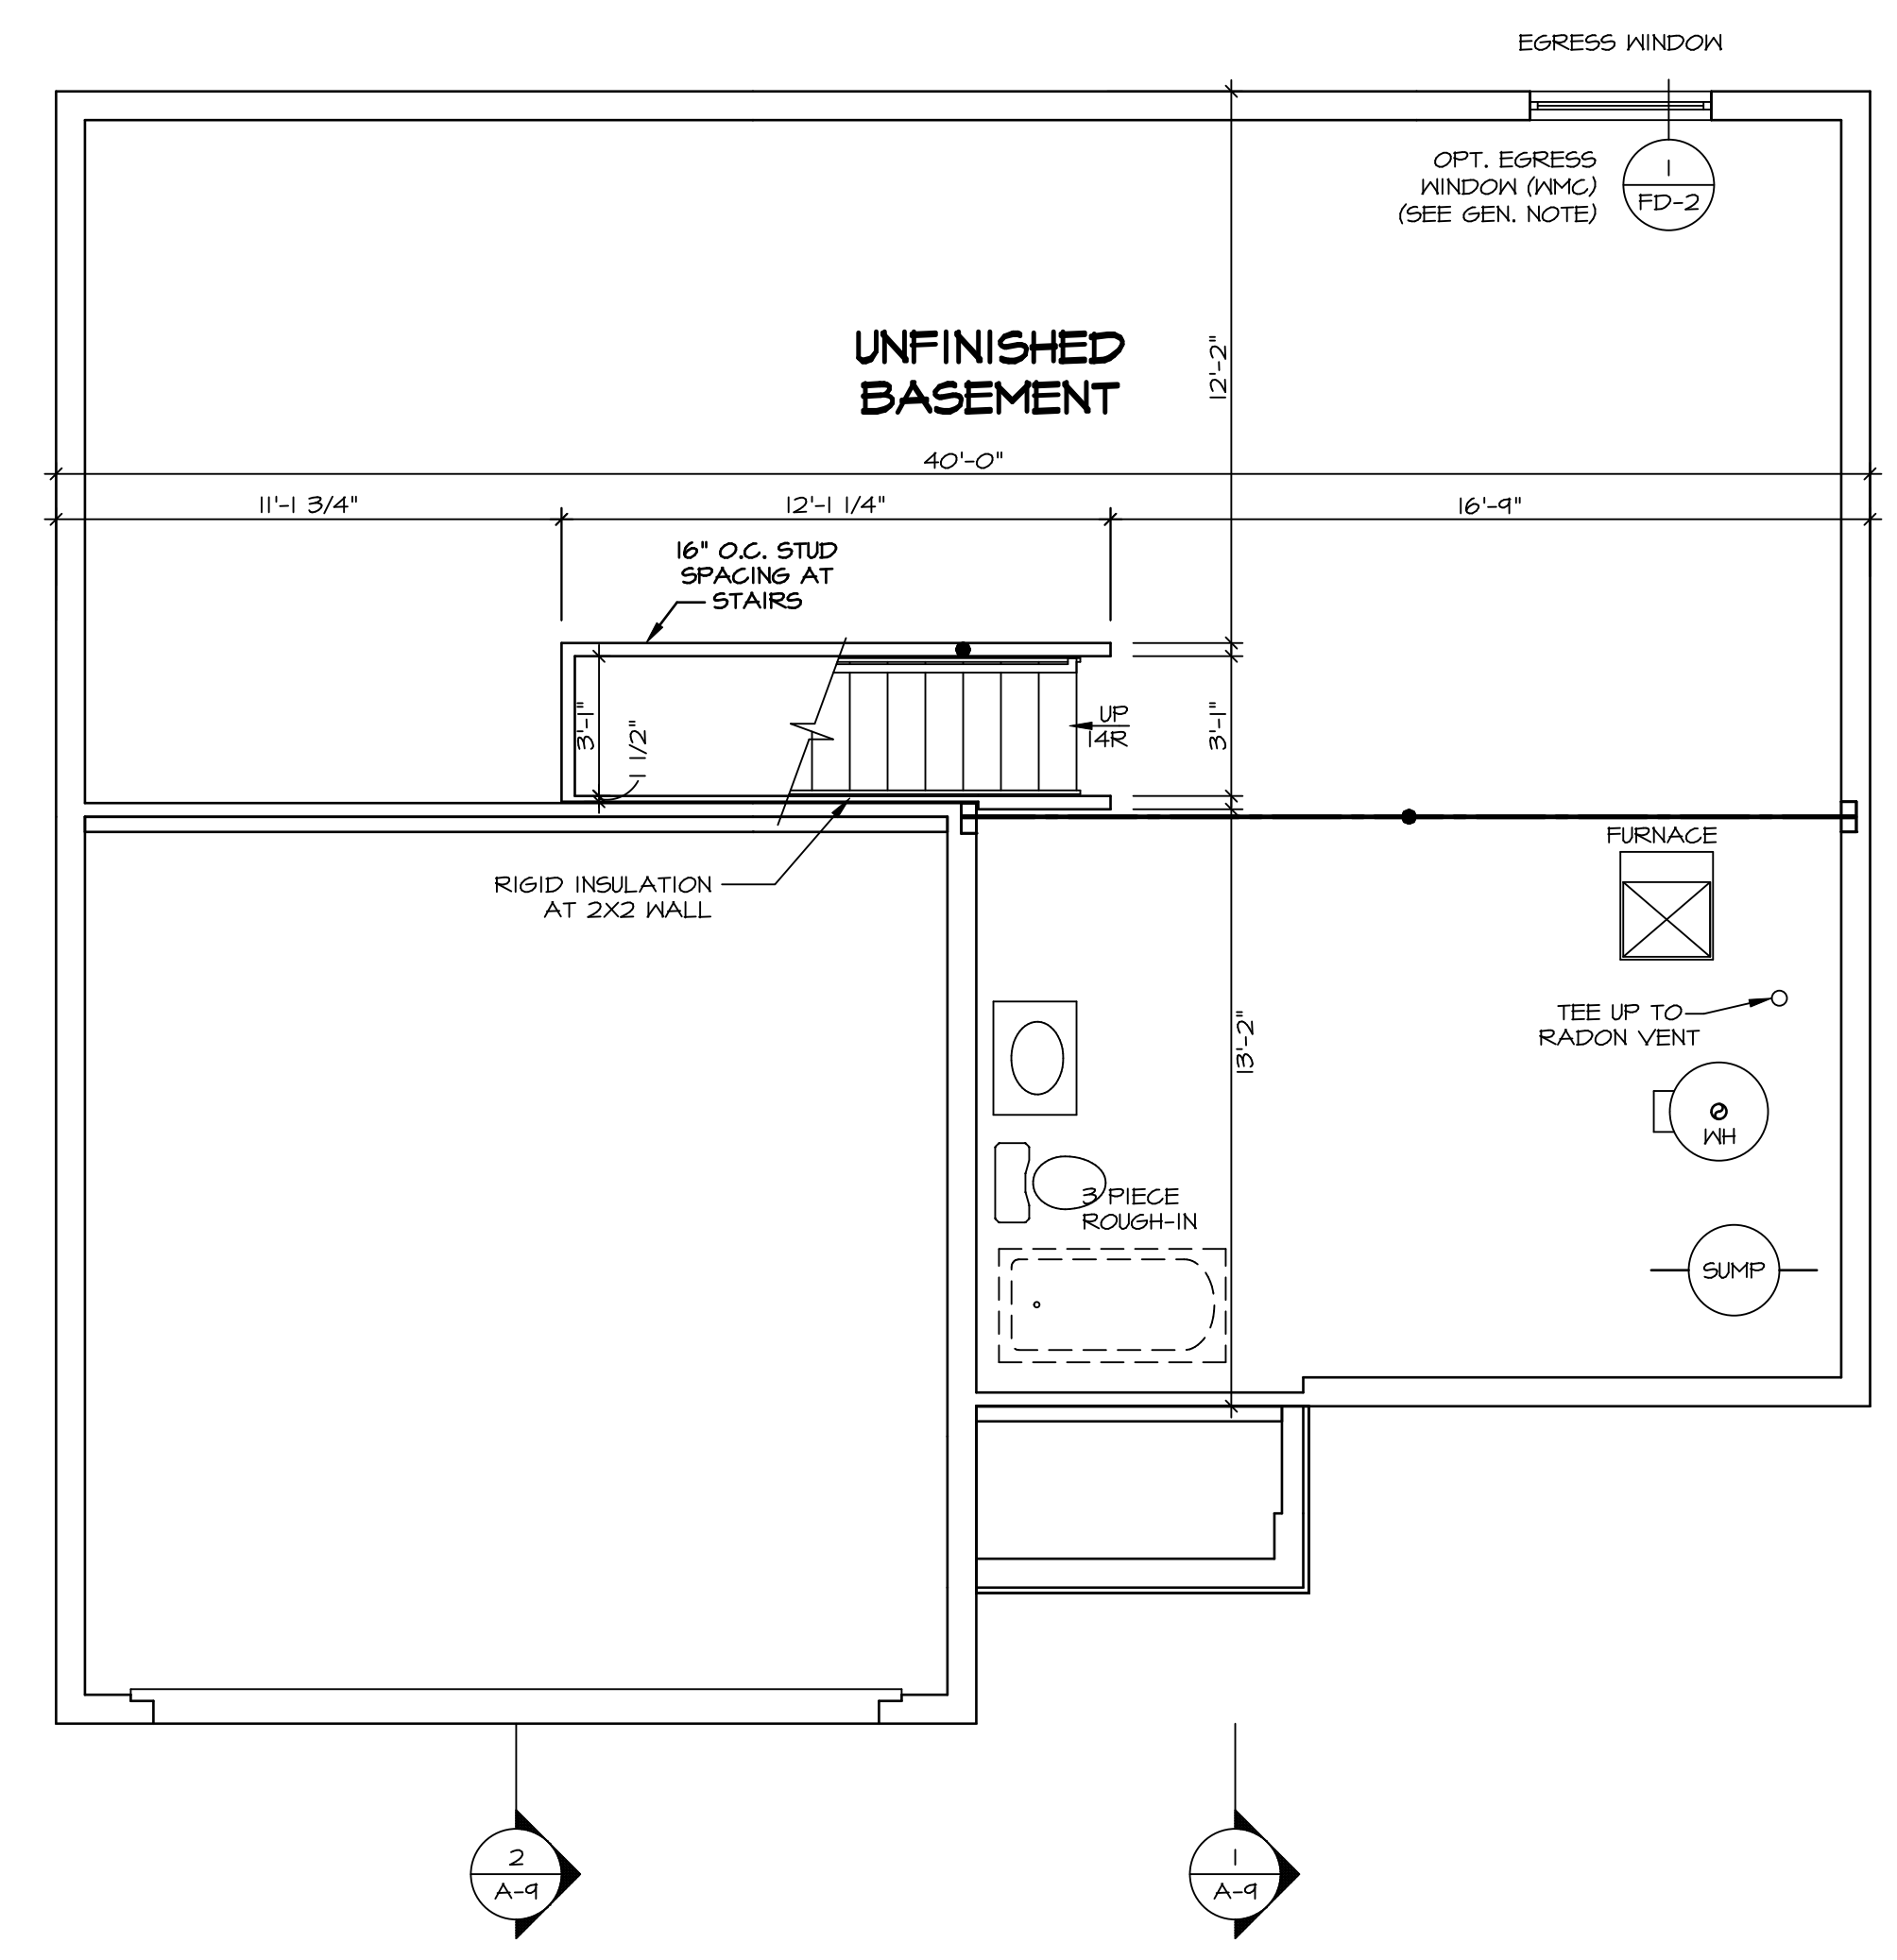 EGRESS WINDOW
OPT. EGRESS
WINDOW (WMC)
(SEE GEN. NOTE)
1
FD-2
UNFINISHED
BASEMENT
12'-2"
40'-0"
11'-1 3/4"
12'-1 1/4"
16'-9"
16" O.C. STUD
SPACING AT
STAIRS
3'-1"
1 1/2"
UP
14R
3'-1"
FURNACE
RIGID INSULATION
AT 2X2 WALL
TEE UP TO
RADON VENT
13'-2"
WH
3 PIECE
ROUGH-IN
SUMP
2
A-9
1
A-9